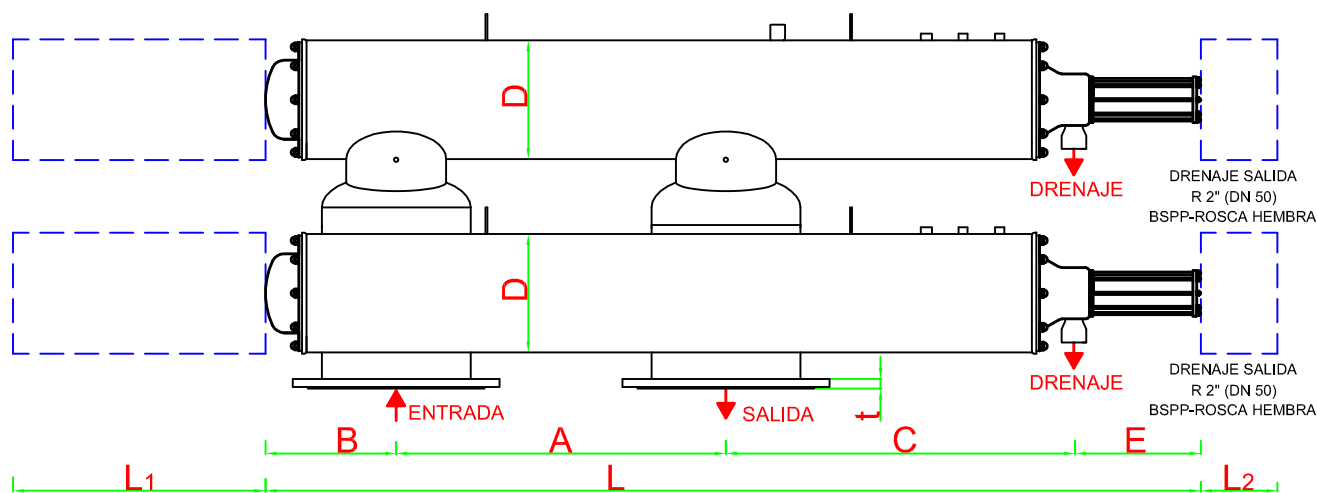 D
DRENAJE
DRENAJE SALIDA
R 2" (DN 50)
BSPP-ROSCA HEMBRA
D
DRENAJE
DRENAJE SALIDA
R 2" (DN 50)
BSPP-ROSCA HEMBRA
ENTRADA
SALIDA
t
B
A
C
E
L1
L
L2